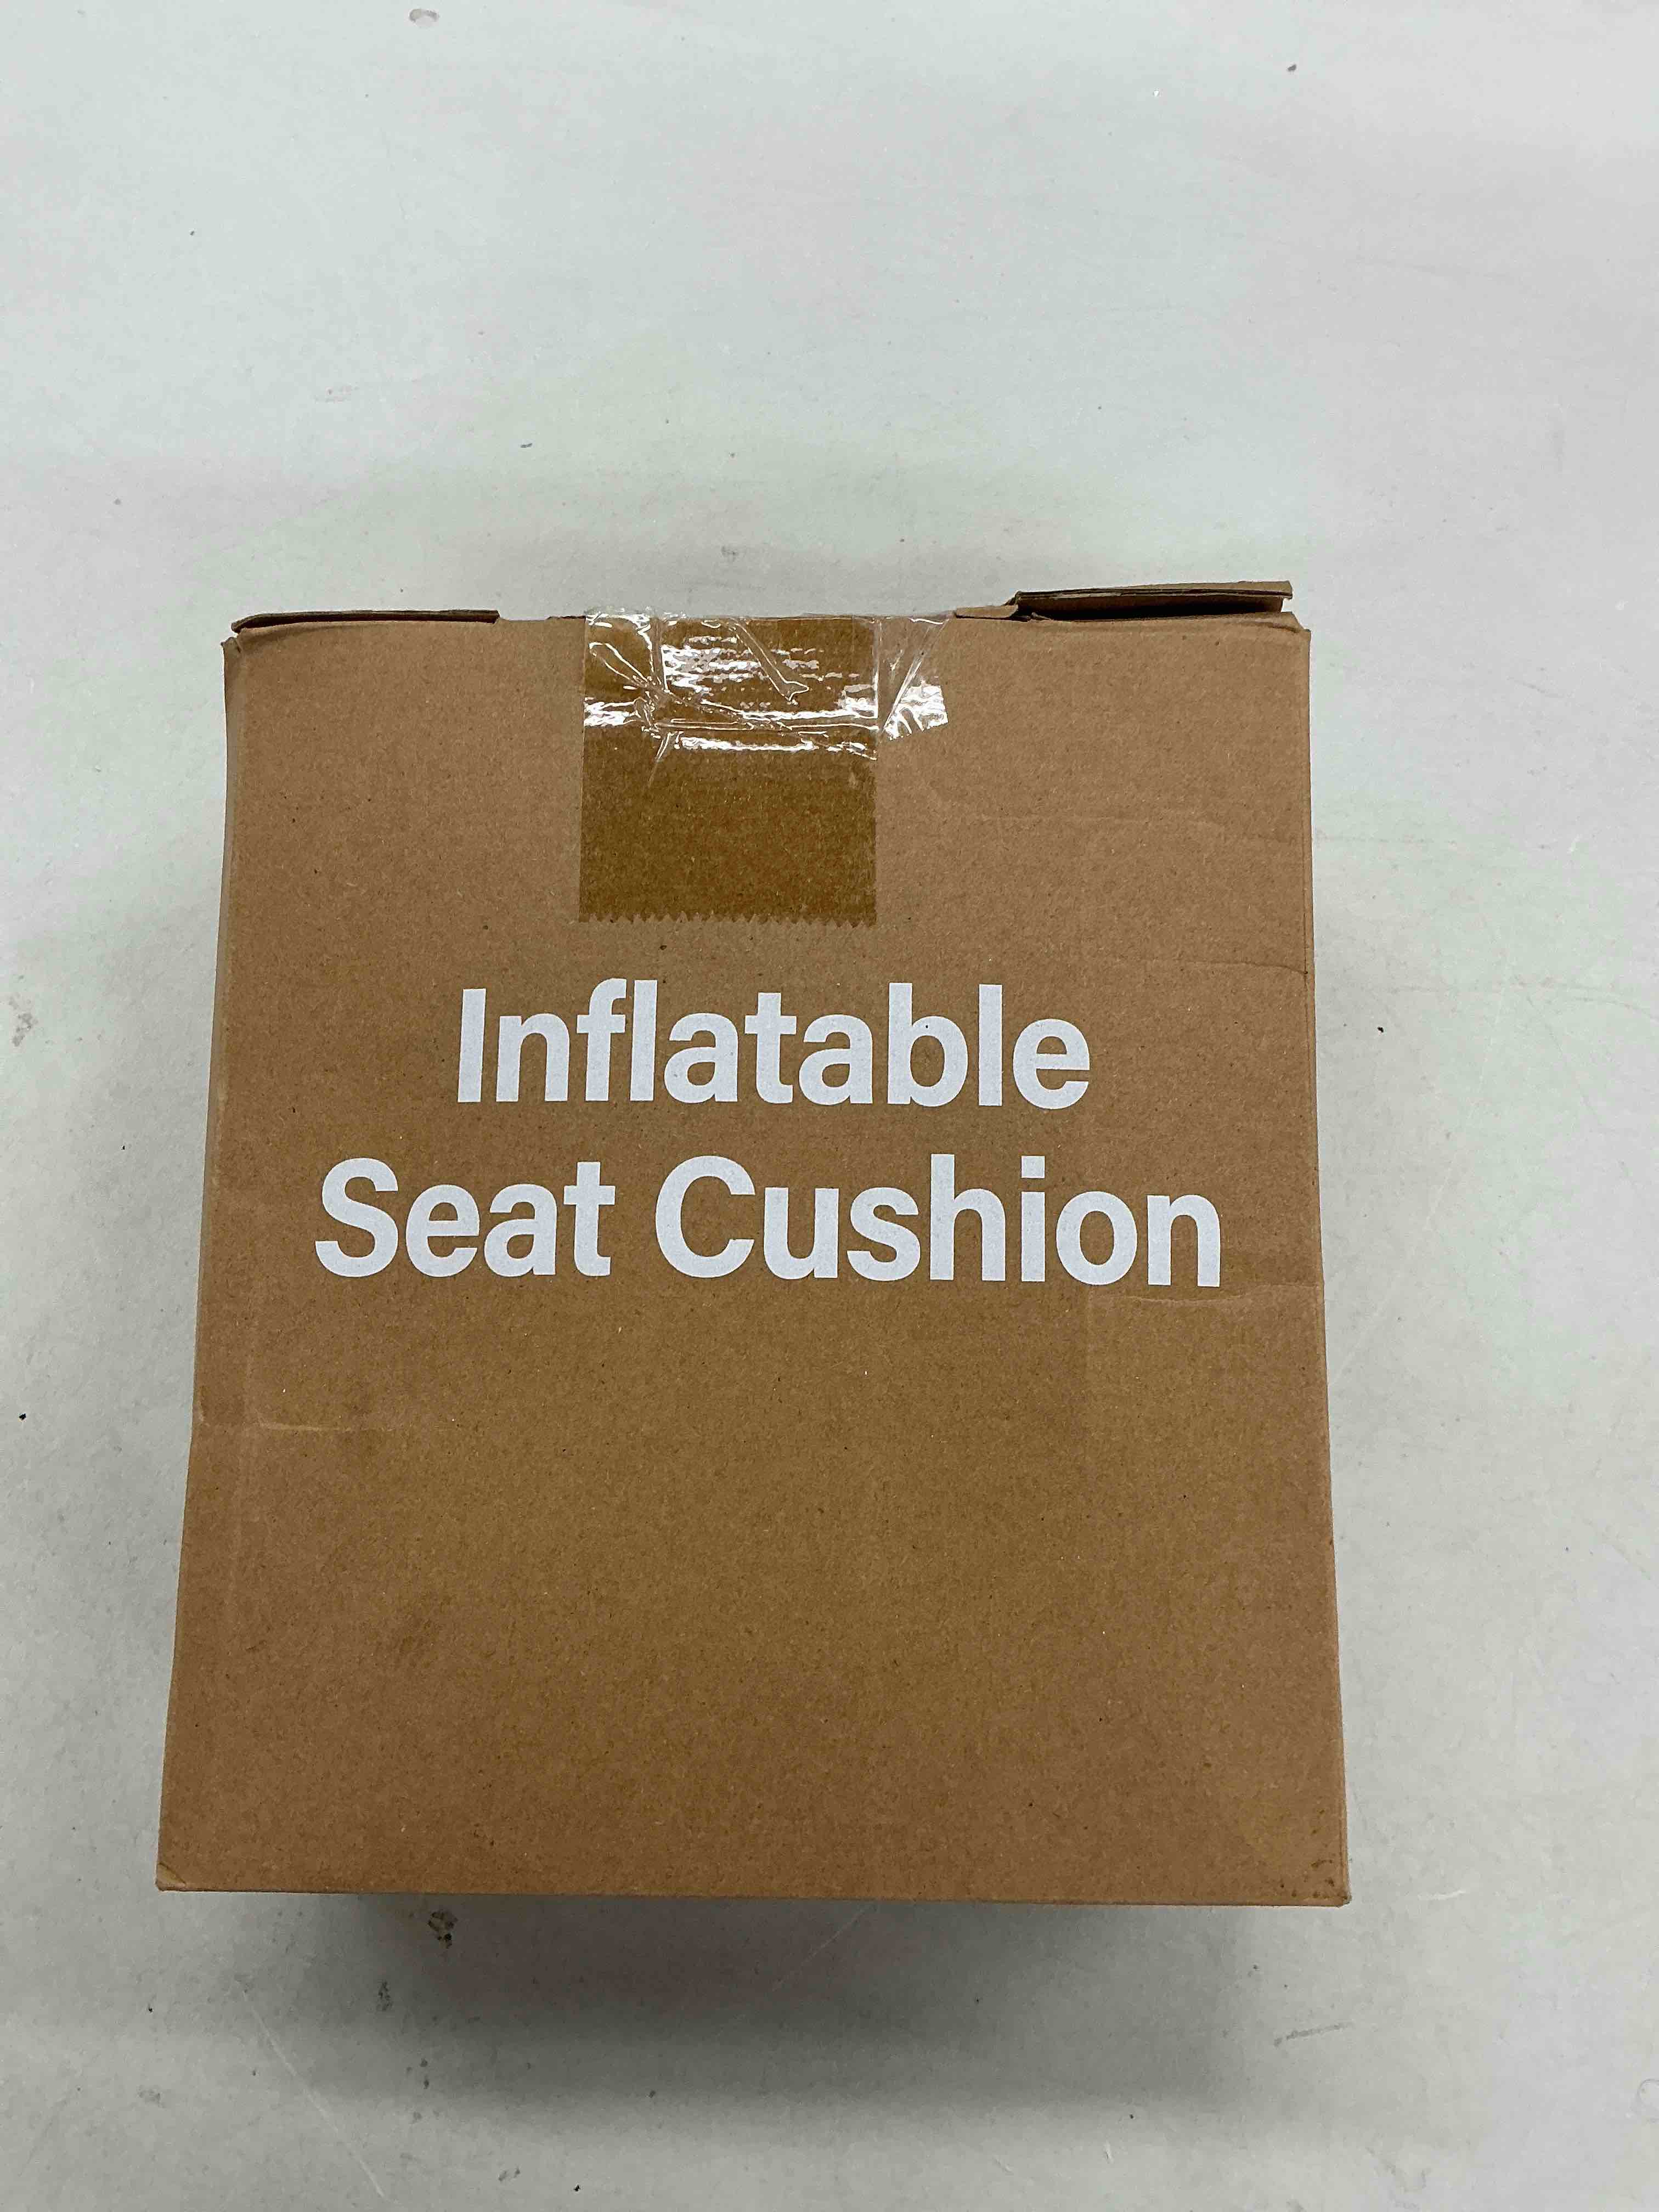 Inflatable
Seat Cushion